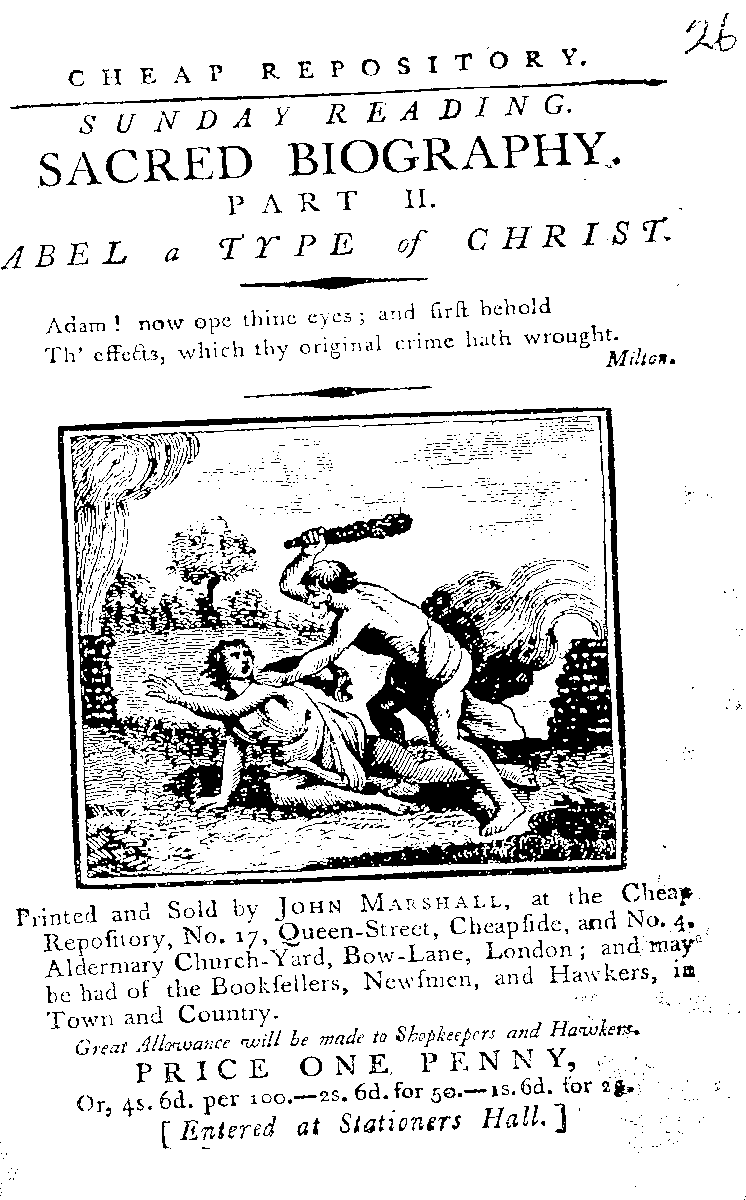 26
CHEAP REPOSITORY.
SUNDAY READING.
SACRED BIOGRAPHY.
PART II.
ABEL a TYPE of CHRIST.
Adam! now ope thine eyes; and firſt behold
Th' effects, which thy original crime hath wrought.
Milton.
Printed and Sold by JOHN MARSHALL, at the Cheap
Repoſitory, No. 17, Queen-Street, Cheapſide, and No. 4,
Aldermary Church-Yard, Bow-Lane, London; and may
be had of the Bookſellers, Newſmen, and Hawkers, in
Town and Country.
Great Allowance will be made to Shopkeepers and Hawkers.
PRICE ONE PENNY,
Or, 4s. 6d. per 100.—2s. 6d. for 50.—1s. 6d. for 25.
[Entered at Stationers Hall.]